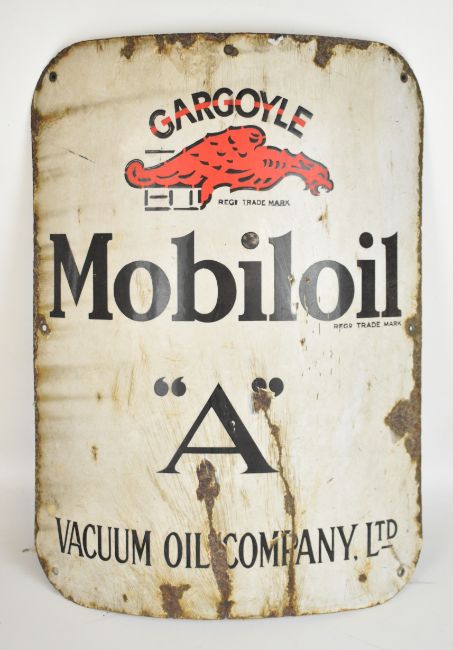 GARGOYLE
REGD TRADE MARK
Mobiloil
REGD TRADE MARK
“A”
VACUUM OIL COMPANY, LTD